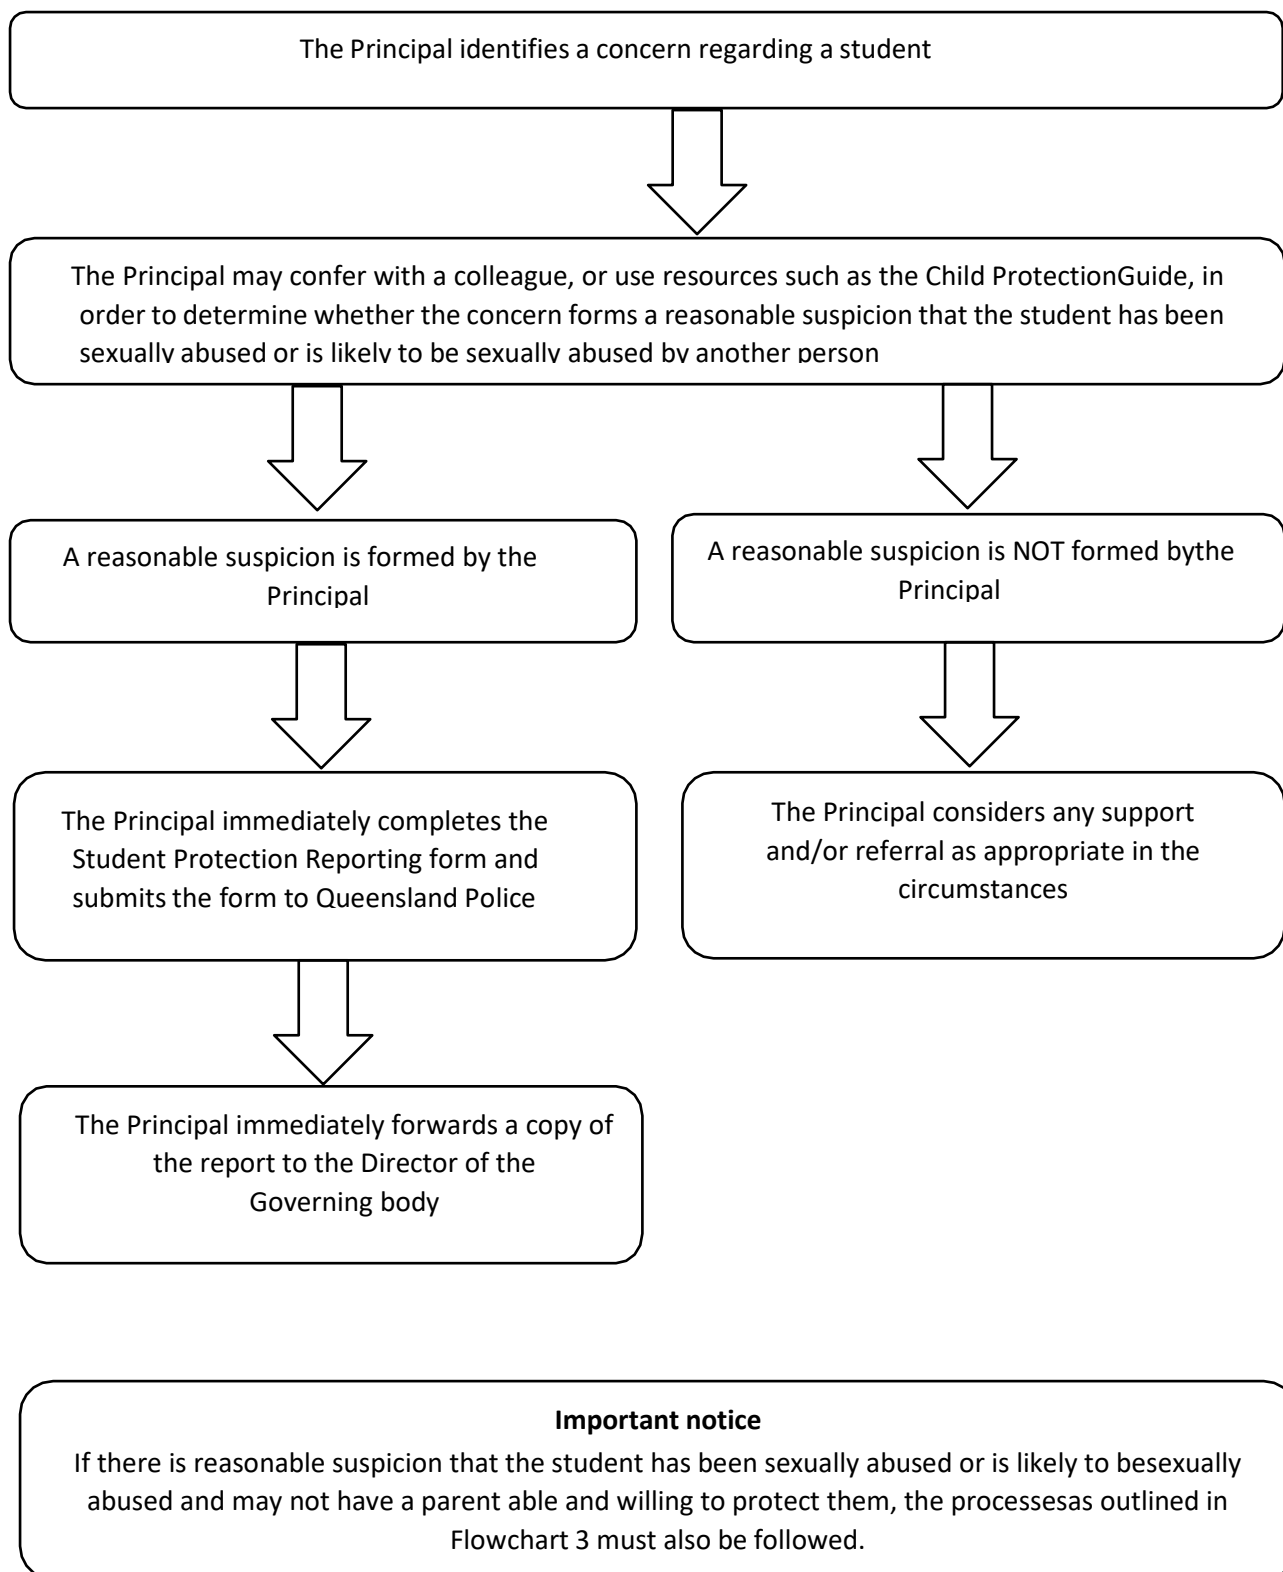 The Principal identifies a concern regarding a student
The Principal may confer with a colleague, or use resources such as the Child ProtectionGuide, in
order to determine whether the concern forms a reasonable suspicion that the student has been
sexually abused or is likely to be sexually abused by another person
A reasonable suspicion is formed by the
Principal
A reasonable suspicion is NOT formed bythe
Principal
The Principal immediately completes the
Student Protection Reporting form and
submits the form to Queensland Police
The Principal considers any support
and/or referral as appropriate in the
circumstances
The Principal immediately forwards a copy of
the report to the Director of the
Governing body
Important notice
If there is reasonable suspicion that the student has been sexually abused or is likely to besexually
abused and may not have a parent able and willing to protect them, the processesas outlined in
Flowchart 3 must also be followed.